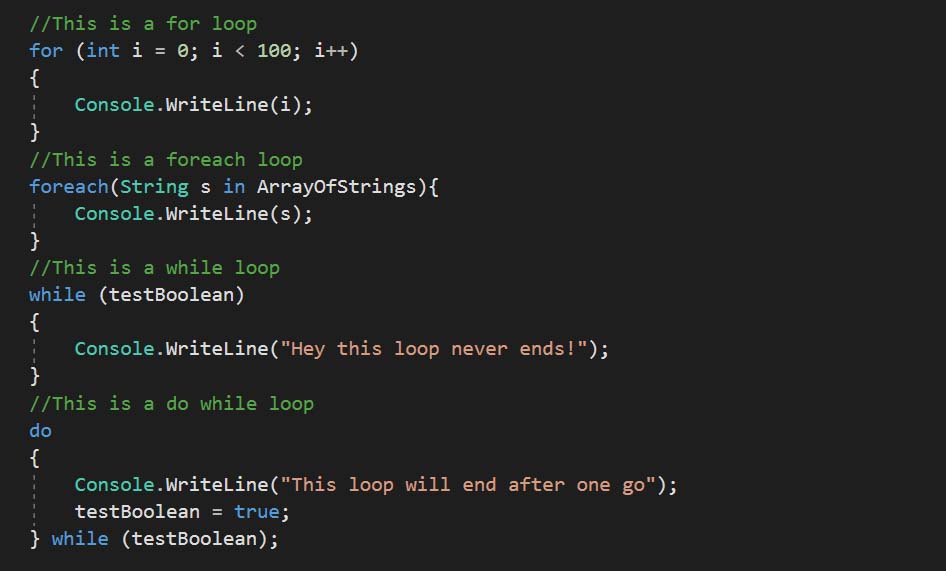 //This is a for loop
for (int i = 0; i < 100; i++)
{
    Console.WriteLine(i);
}
//This is a foreach loop
foreach(String s in ArrayOfStrings){
    Console.WriteLine(s);
}
//This is a while loop
while (testBoolean)
{
    Console.WriteLine("Hey this loop never ends!");
}
//This is a do while loop
do
{
    Console.WriteLine("This loop will end after one go");
    testBoolean = true;
} while (testBoolean);